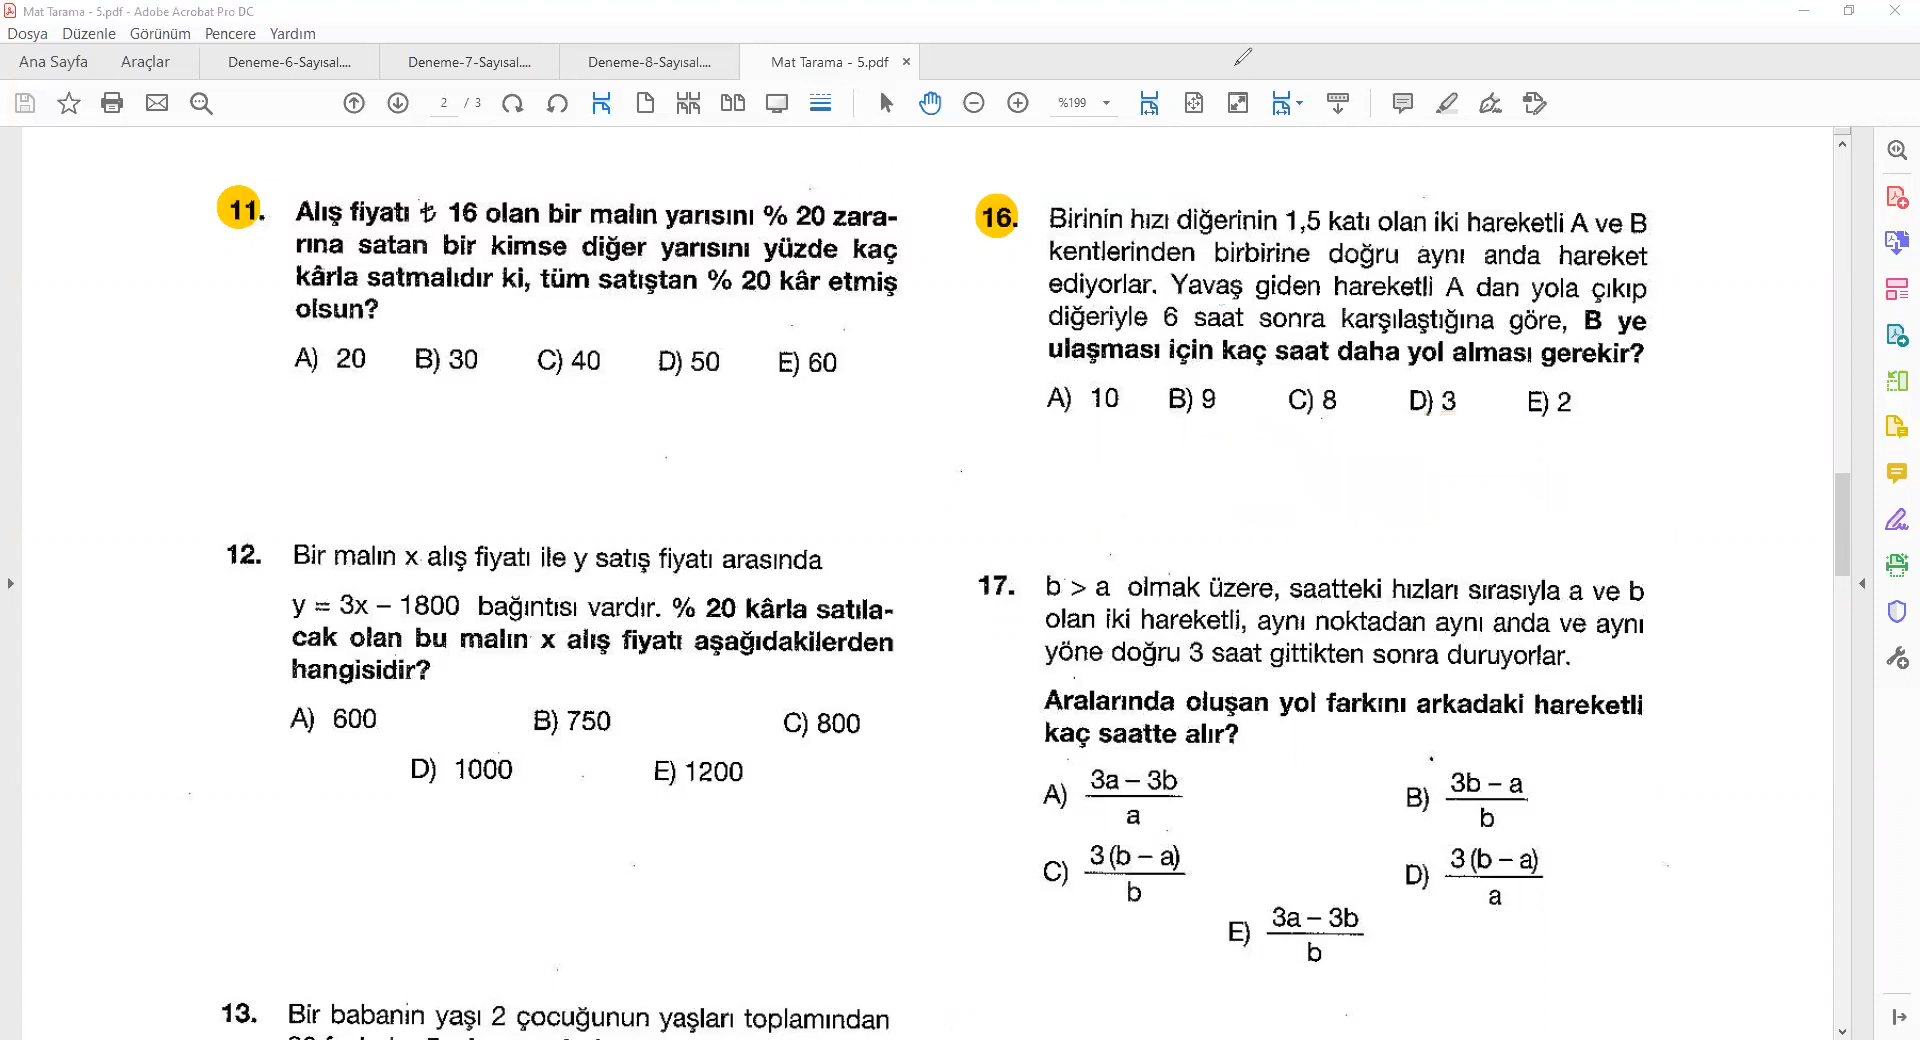 Mat Tarama - 5.pdf - Adobe Acrobat Pro DC
Dosya Düzenle Görünüm Pencere Yardım
Ana Sayfa Araçlar Deneme-6-Sayısal.... Deneme-7-Sayısal.... Deneme-8-Sayısal.... Mat Tarama - 5.pdf ×
2 / 3 %199
11. Alış fiyatı ₺ 16 olan bir malın yarısını % 20 zara-
rına satan bir kimse diğer yarısını yüzde kaç
kârla satmalıdır ki, tüm satıştan % 20 kâr etmiş
olsun?
A) 20 B) 30 C) 40 D) 50 E) 60
12. Bir malın x alış fiyatı ile y satış fiyatı arasında
y = 3x – 1800 bağıntısı vardır. % 20 kârla satıla-
cak olan bu malın x alış fiyatı aşağıdakilerden
hangisidir?
A) 600 B) 750 C) 800
D) 1000 E) 1200
13. Bir babanin yaşı 2 çocuğunun yaşları toplamından
16. Birinin hızı diğerinin 1,5 katı olan iki hareketli A ve B
kentlerinden birbirine doğru aynı anda hareket
ediyorlar. Yavaş giden hareketli A dan yola çıkıp
diğeriyle 6 saat sonra karşılaştığına göre, B ye
ulaşması için kaç saat daha yol alması gerekir?
A) 10 B) 9 C) 8 D) 3 E) 2
17. b > a olmak üzere, saatteki hızları sırasıyla a ve b
olan iki hareketli, aynı noktadan aynı anda ve aynı
yöne doğru 3 saat gittikten sonra duruyorlar.
Aralarında oluşan yol farkını arkadaki hareketli
kaç saatte alır?
A) 3a – 3b / a B) 3b – a / b
C) 3 (b – a) / b D) 3 (b – a) / a
E) 3a – 3b / b